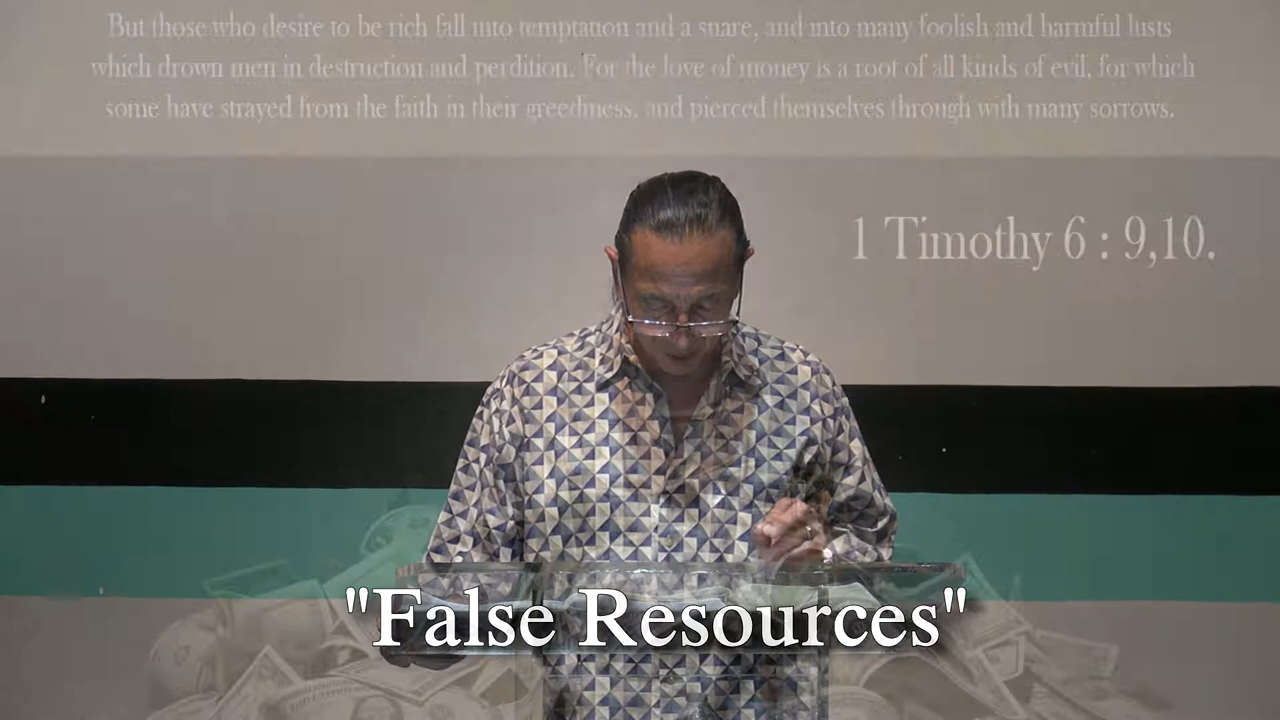 But those who desire to be rich fall into temptation and a snare, and into many foolish and harmful lusts
which drown men in destruction and perdition. For the love of money is a root of all kinds of evil, for which
some have strayed from the faith in their greediness, and pierced themselves through with many sorrows.
1 Timothy 6 : 9,10.
"False Resources"